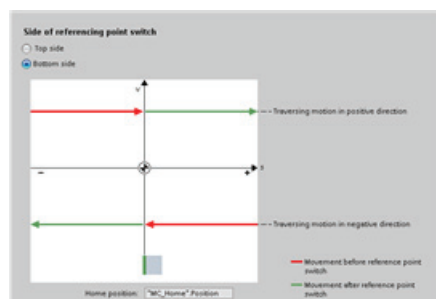 Side of referencing point switch
Top side
Bottom side
v
Traversing motion in positive direction
−
+
x
Traversing motion in negative direction
Movement before reference point
switch
Movement after reference point
switch
Home position: "MC_Home".Position